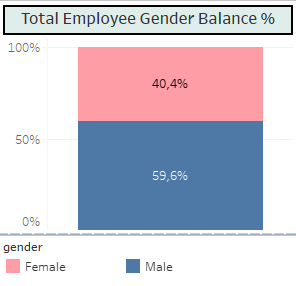 Total Employee Gender Balance %
100%
40,4%
50%
59,6%
0%
gender
Female
Male